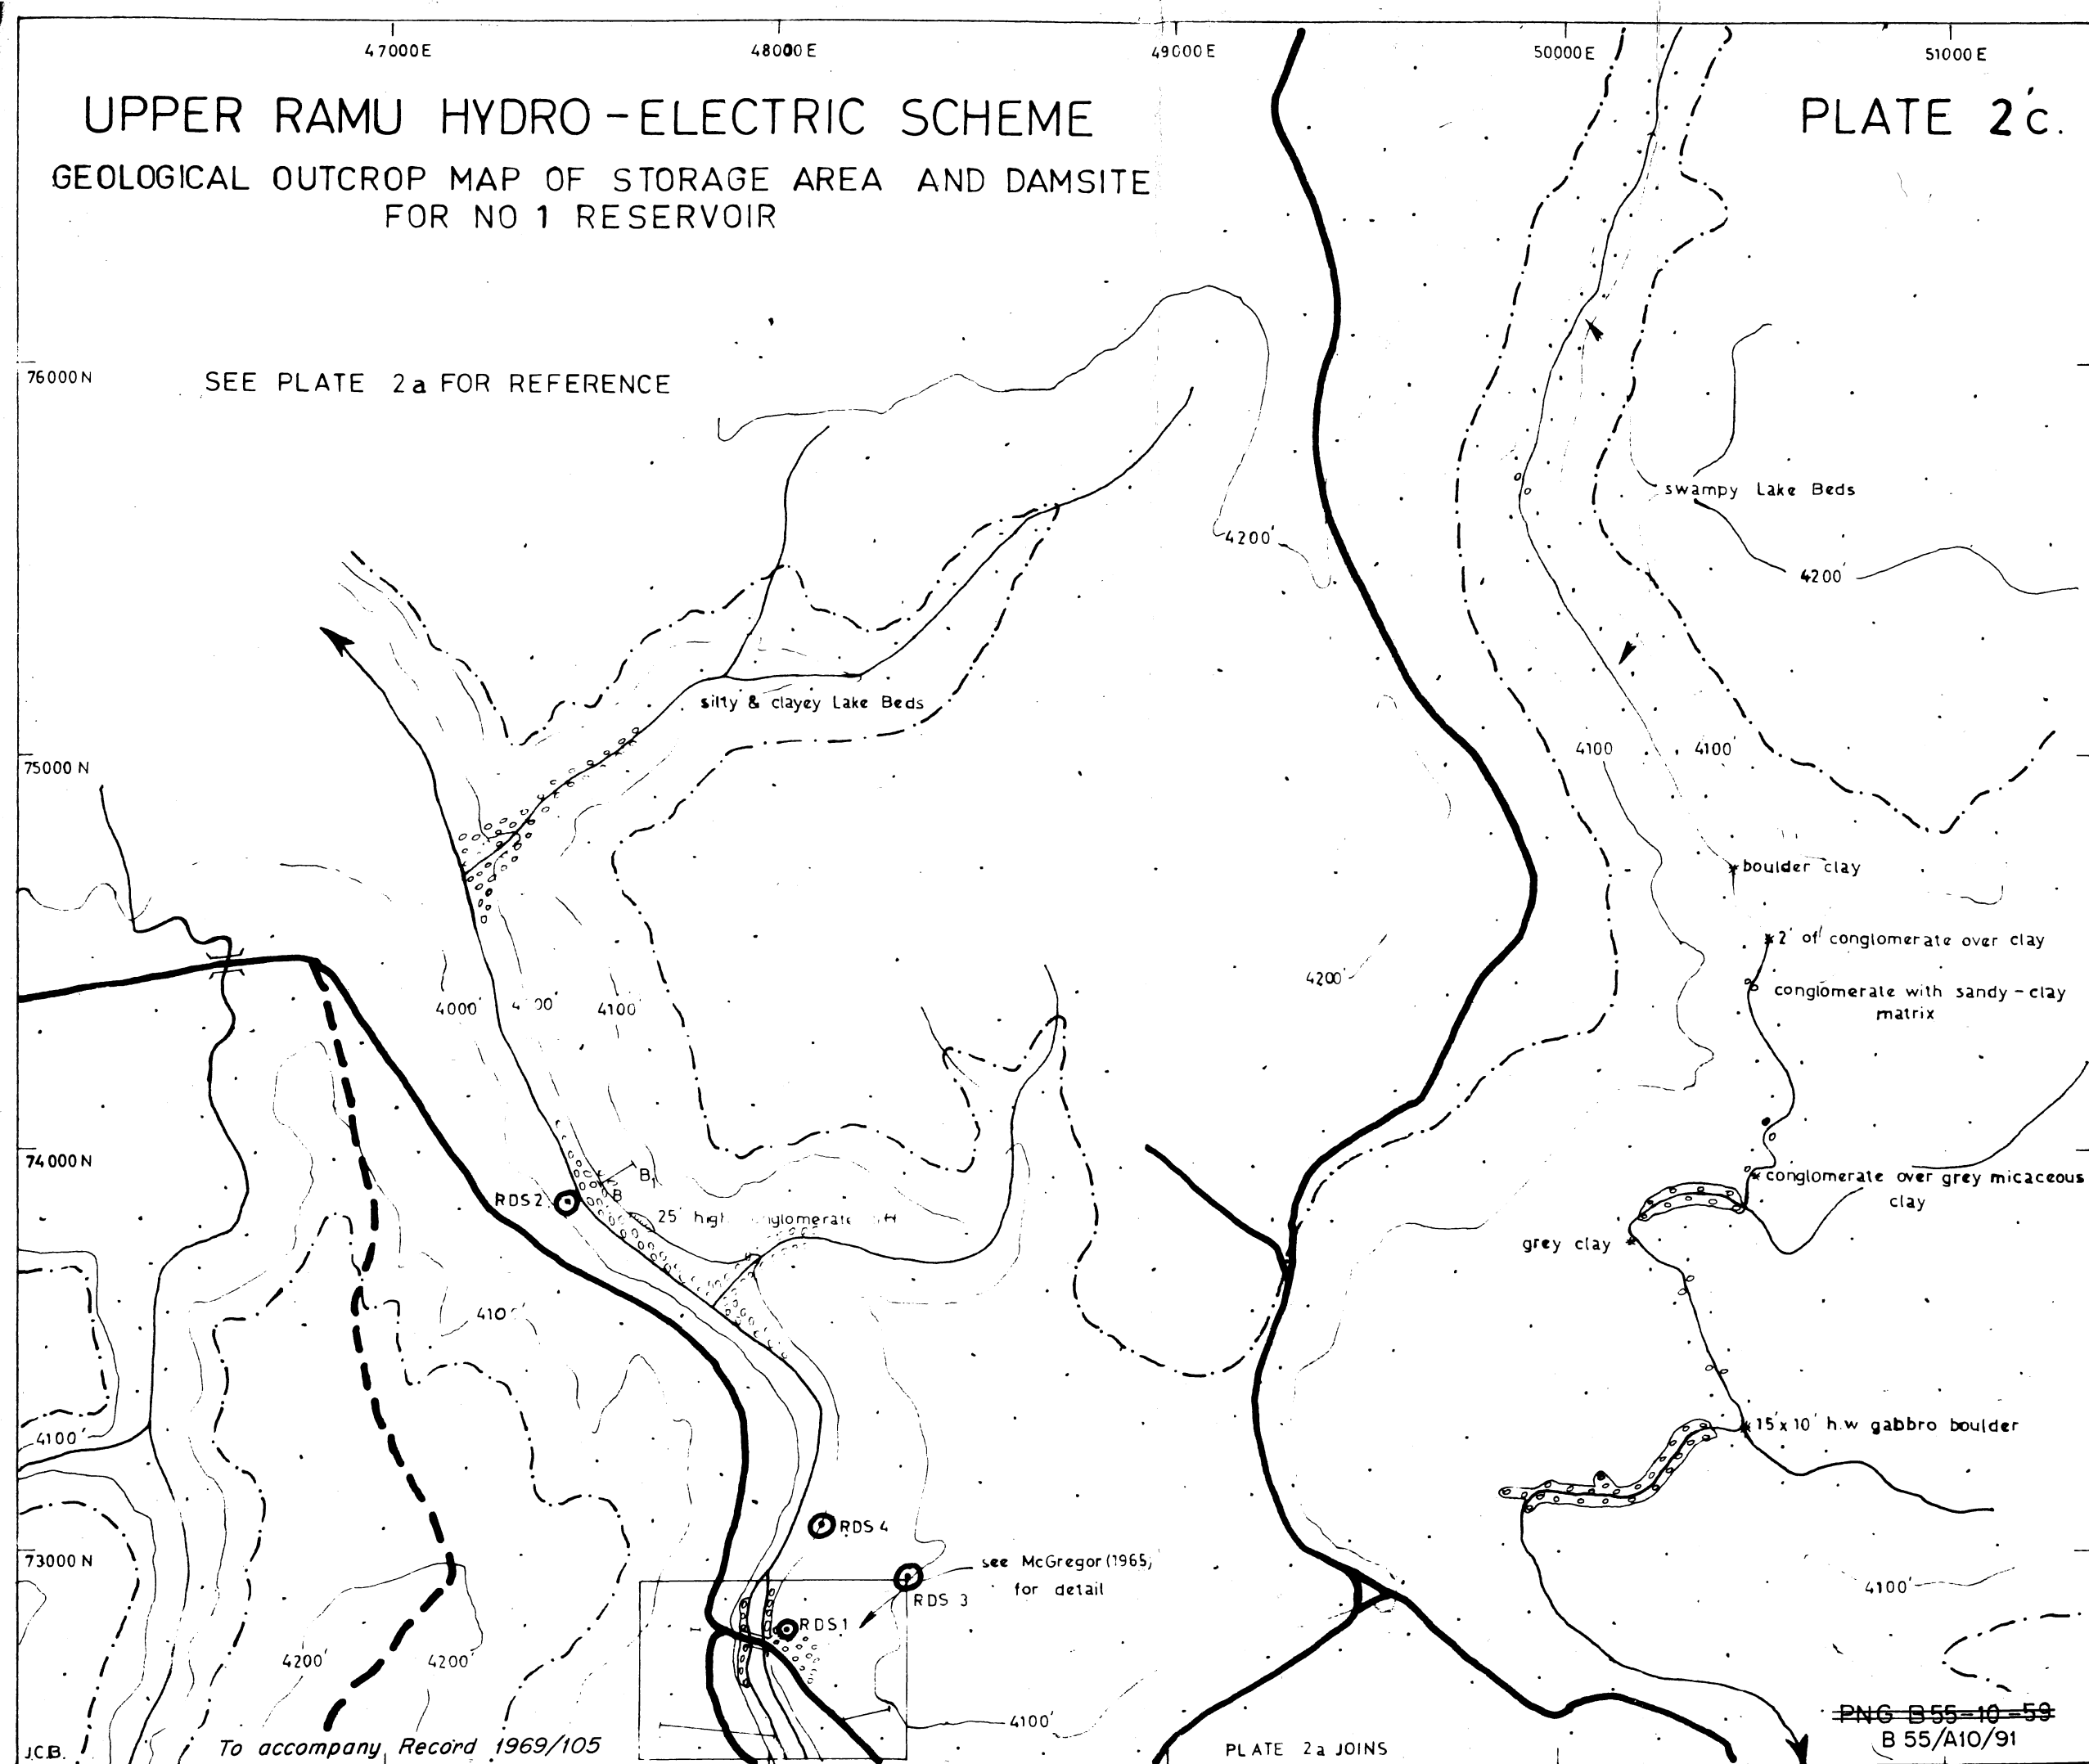 47000E 48000E 49000E 50000E 51000E
UPPER RAMU HYDRO-ELECTRIC SCHEME
PLATE 2c.
GEOLOGICAL OUTCROP MAP OF STORAGE AREA AND DAMSITE
FOR NO 1 RESERVOIR
76000N
SEE PLATE 2a FOR REFERENCE
swampy Lake Beds
4200'
4200'
silty & clayey Lake Beds
4100 4100'
75000 N
boulder clay
2' of conglomerate over clay
4200'
conglomerate with sandy-clay
matrix
4000' 4100'
74000N
B1
B
RDS 2
conglomerate over grey micaceous
clay
25' high conglomerate
grey clay
4100'
15'x10' h.w gabbro boulder
RDS 4
73000 N
see McGregor (1965)
for detail
RDS 3
4100'
RDS 1
4200' 4200'
4100'
PNG B55-10-59
B 55/A10/91
J.C.B.
To accompany Record 1969/105
PLATE 2a JOINS